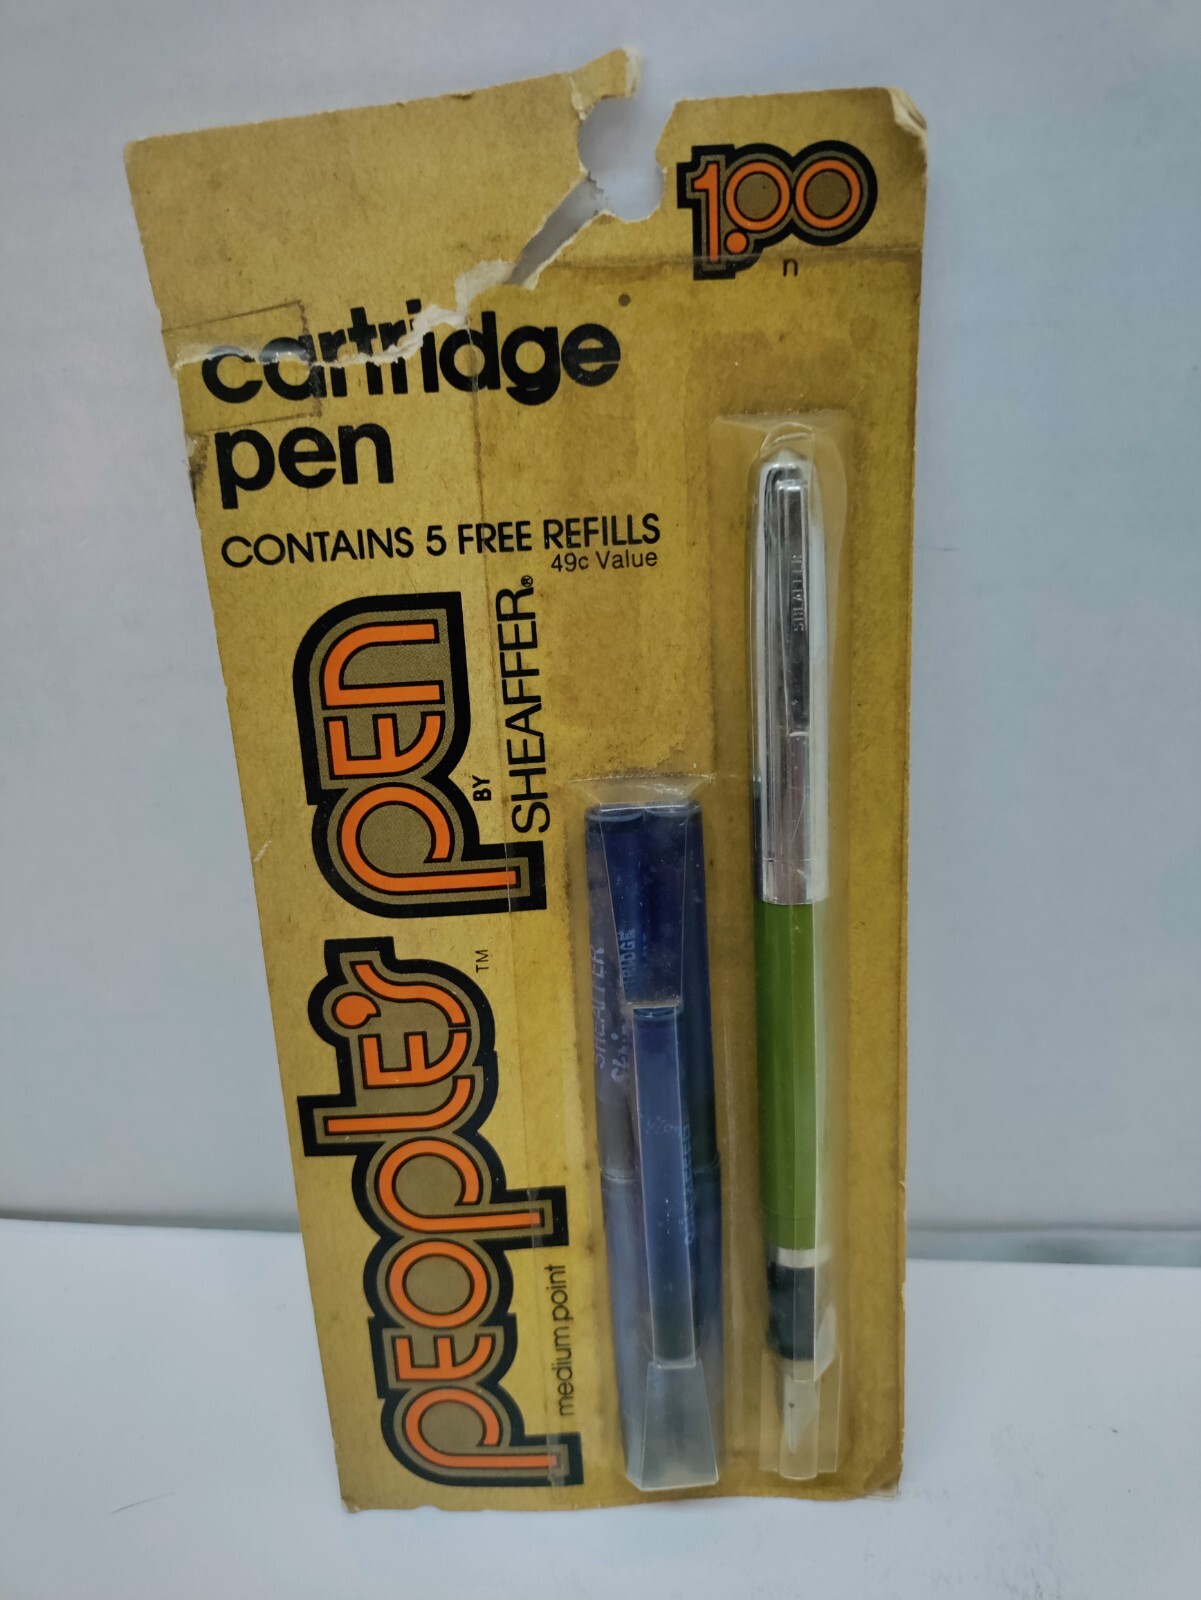 1.00
n
cartridge
pen
CONTAINS 5 FREE REFILLS
49c Value
PEOPLE'S PEN
TM
BY
SHEAFFER®
medium point
SHEAFFER
SHEAFFER